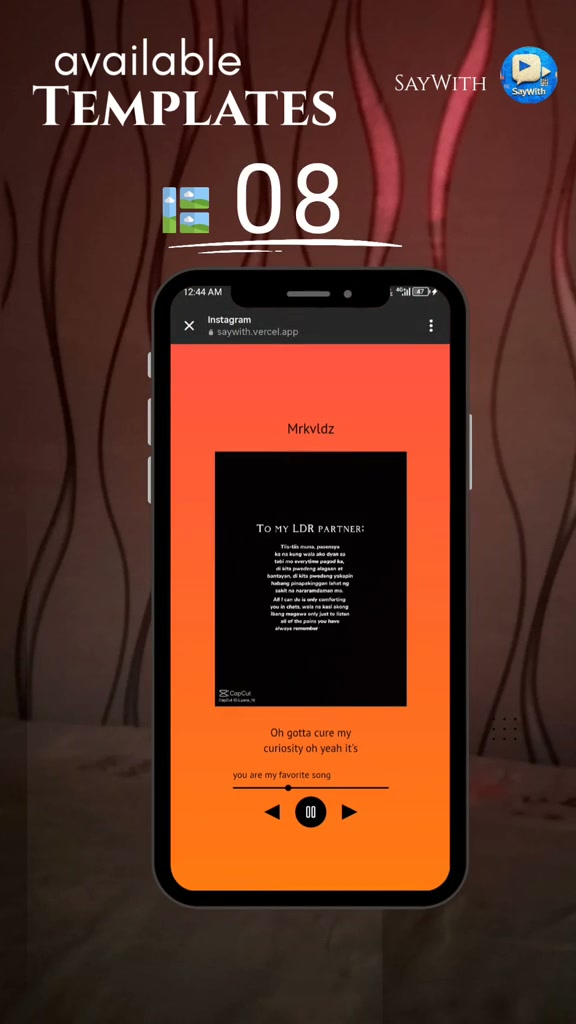 available
TEMPLATES
SAYWITH
SayWith
08
12:44 AM
4G
47
Instagram
saywith.vercel.app
Mrkvldz
TO MY LDR PARTNER;
Tiis-tiis muna, pasensya
ka na kung wala ako dyan sa
tabi mo everytime pagod ka,
di kita pwedeng alagaan at
bantayan, di kita pwedeng yakapin
habang pinapakinggan lahat ng
sakit na nararamdaman mo.
All I can do is only comforting
you in chats, wala na kasi akong
ibang magawa only just to listen
all of the pains you have
always remember
CapCut
Oh gotta cure my
curiosity oh yeah it's
you are my favorite song